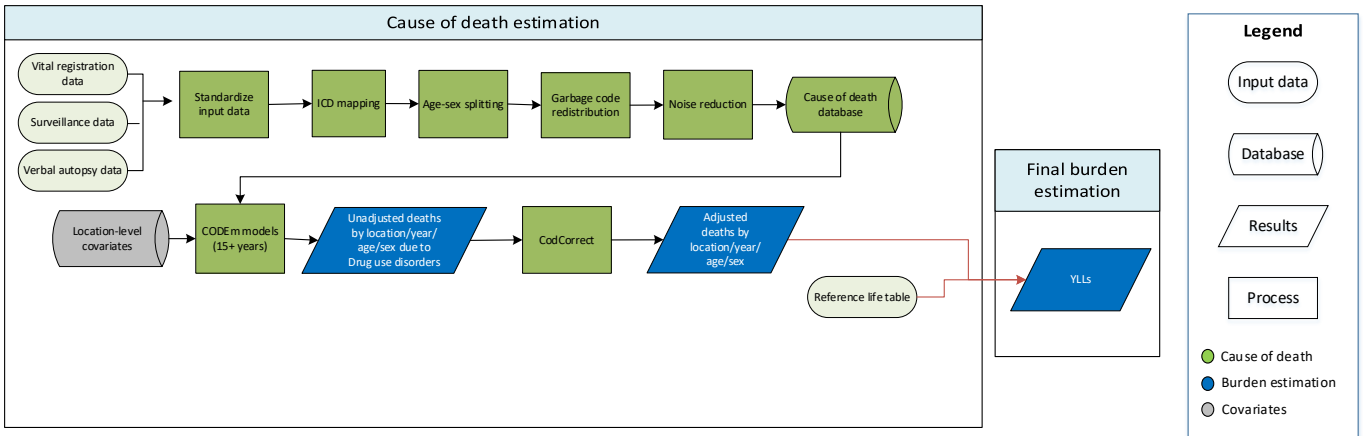 Cause of death estimation
Vital registration
data
Surveillance data
Verbal autopsy data
Standardize
input data
ICD mapping
Age-sex splitting
Garbage code
redistribution
Noise reduction
Cause of death
database
Location-level
covariates
CODEm models
(15+ years)
Unadjusted deaths
by location/year/
age/sex due to
Drug use disorders
CodCorrect
Adjusted
deaths by
location/year/
age/sex
Reference life table
Final burden
estimation
YLLs
Legend
Input data
Database
Results
Process
Cause of death
Burden estimation
Covariates